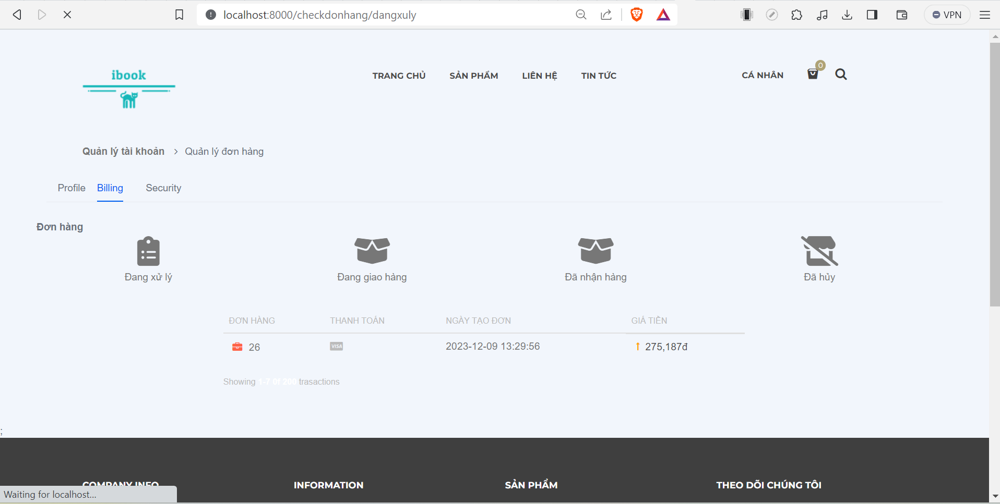 localhost:8000/checkdonhang/dangxuly
VPN
ibook
TRANG CHỦ
SẢN PHẨM
LIÊN HỆ
TIN TỨC
CÁ NHÂN
0
Quản lý tài khoản > Quản lý đơn hàng
Profile
Billing
Security
Đơn hàng
Đang xử lý
Đang giao hàng
Đã nhận hàng
Đã hủy
ĐƠN HÀNG THANH TOÁN NGÀY TẠO ĐƠN GIÁ TIỀN
26 VISA 2023-12-09 13:29:56 275,187đ
Showing 1-7 0f 200 trasactions
;
COMPANY INFO
INFORMATION
SẢN PHẨM
THEO DÕI CHÚNG TÔI
Waiting for localhost...